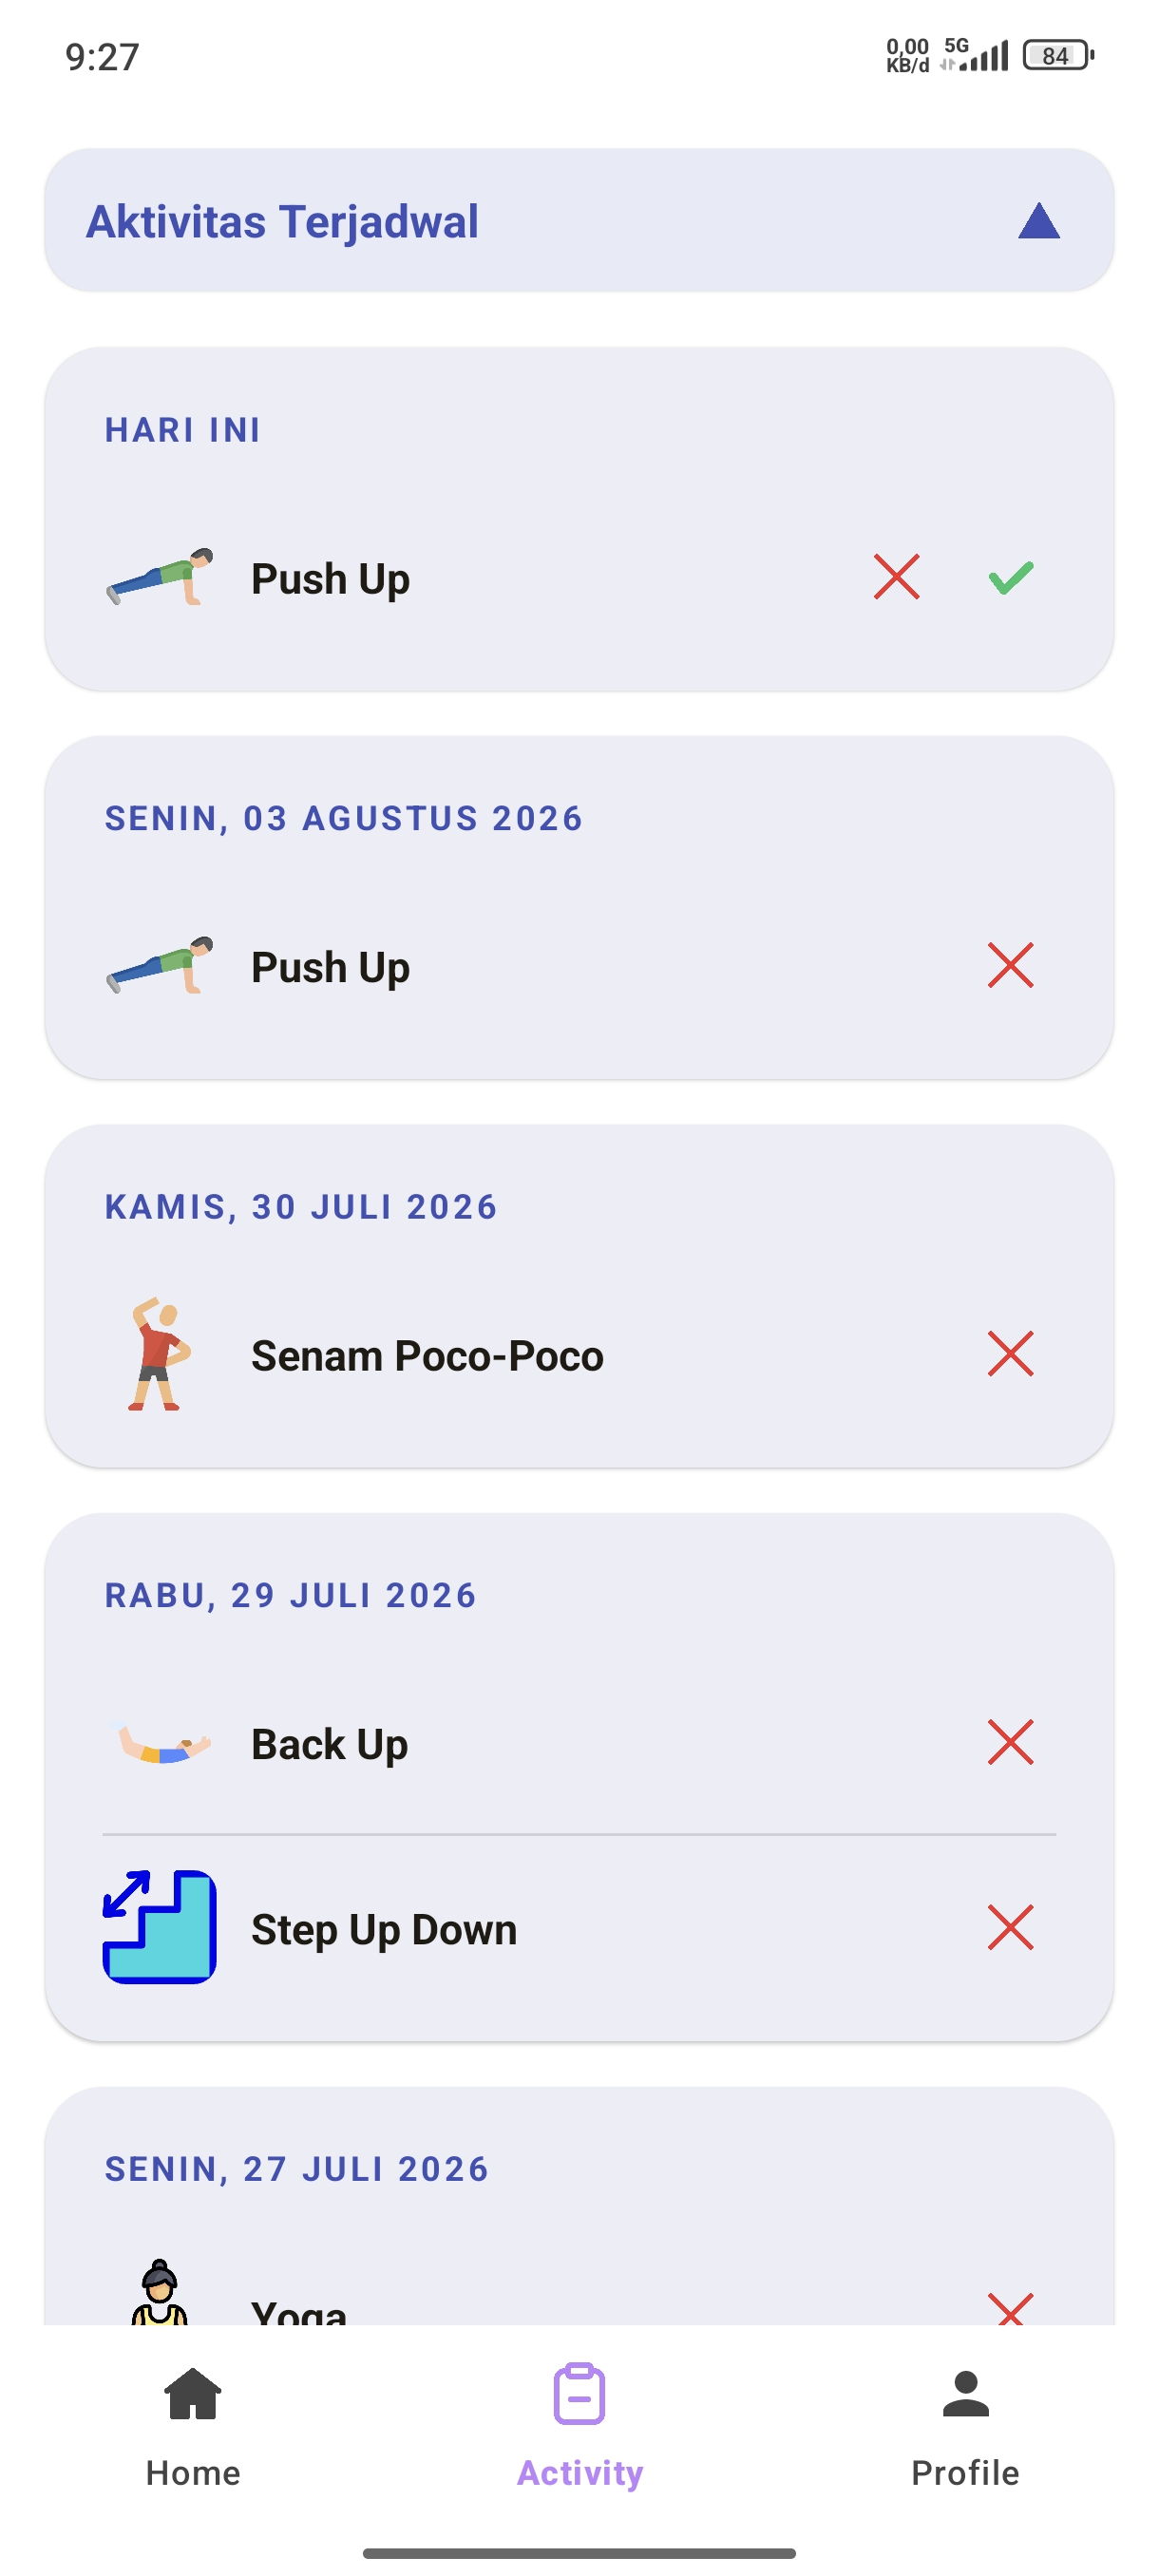 9:27
0,00 KB/d 5G 84
Aktivitas Terjadwal
HARI INI
Push Up
SENIN, 03 AGUSTUS 2026
Push Up
KAMIS, 30 JULI 2026
Senam Poco-Poco
RABU, 29 JULI 2026
Back Up
Step Up Down
SENIN, 27 JULI 2026
Yoga
Home
Activity
Profile